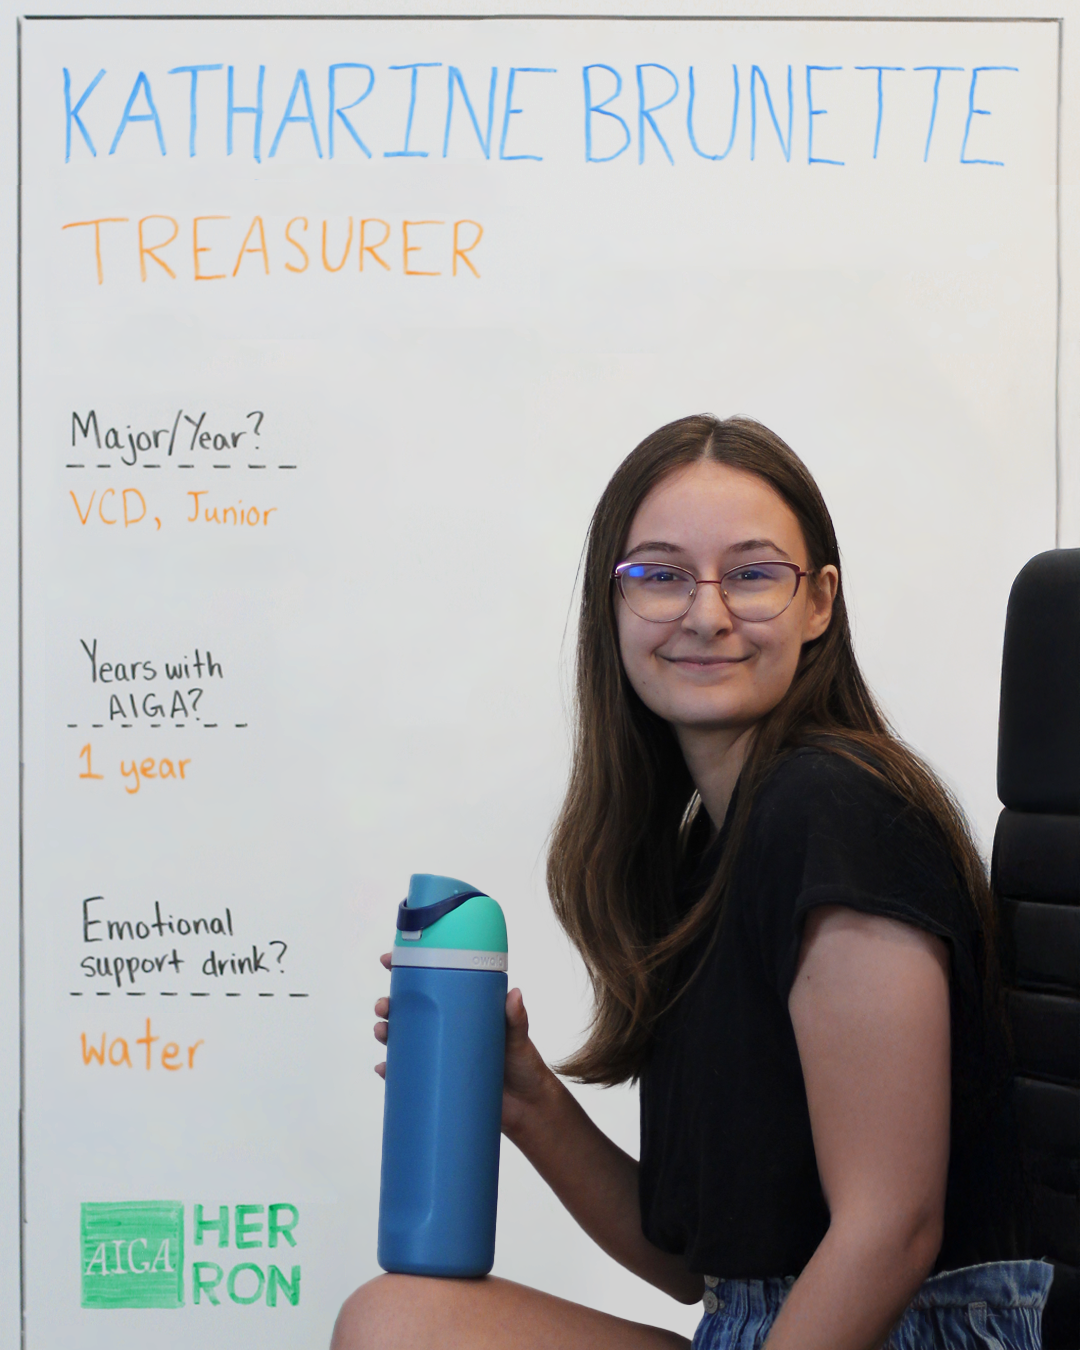 KATHARINE BRUNETTE
TREASURER
Major/Year?
VCD, Junior
Years with
AIGA?
1 year
Emotional
support drink?
water
owala
AIGA
HER
RON